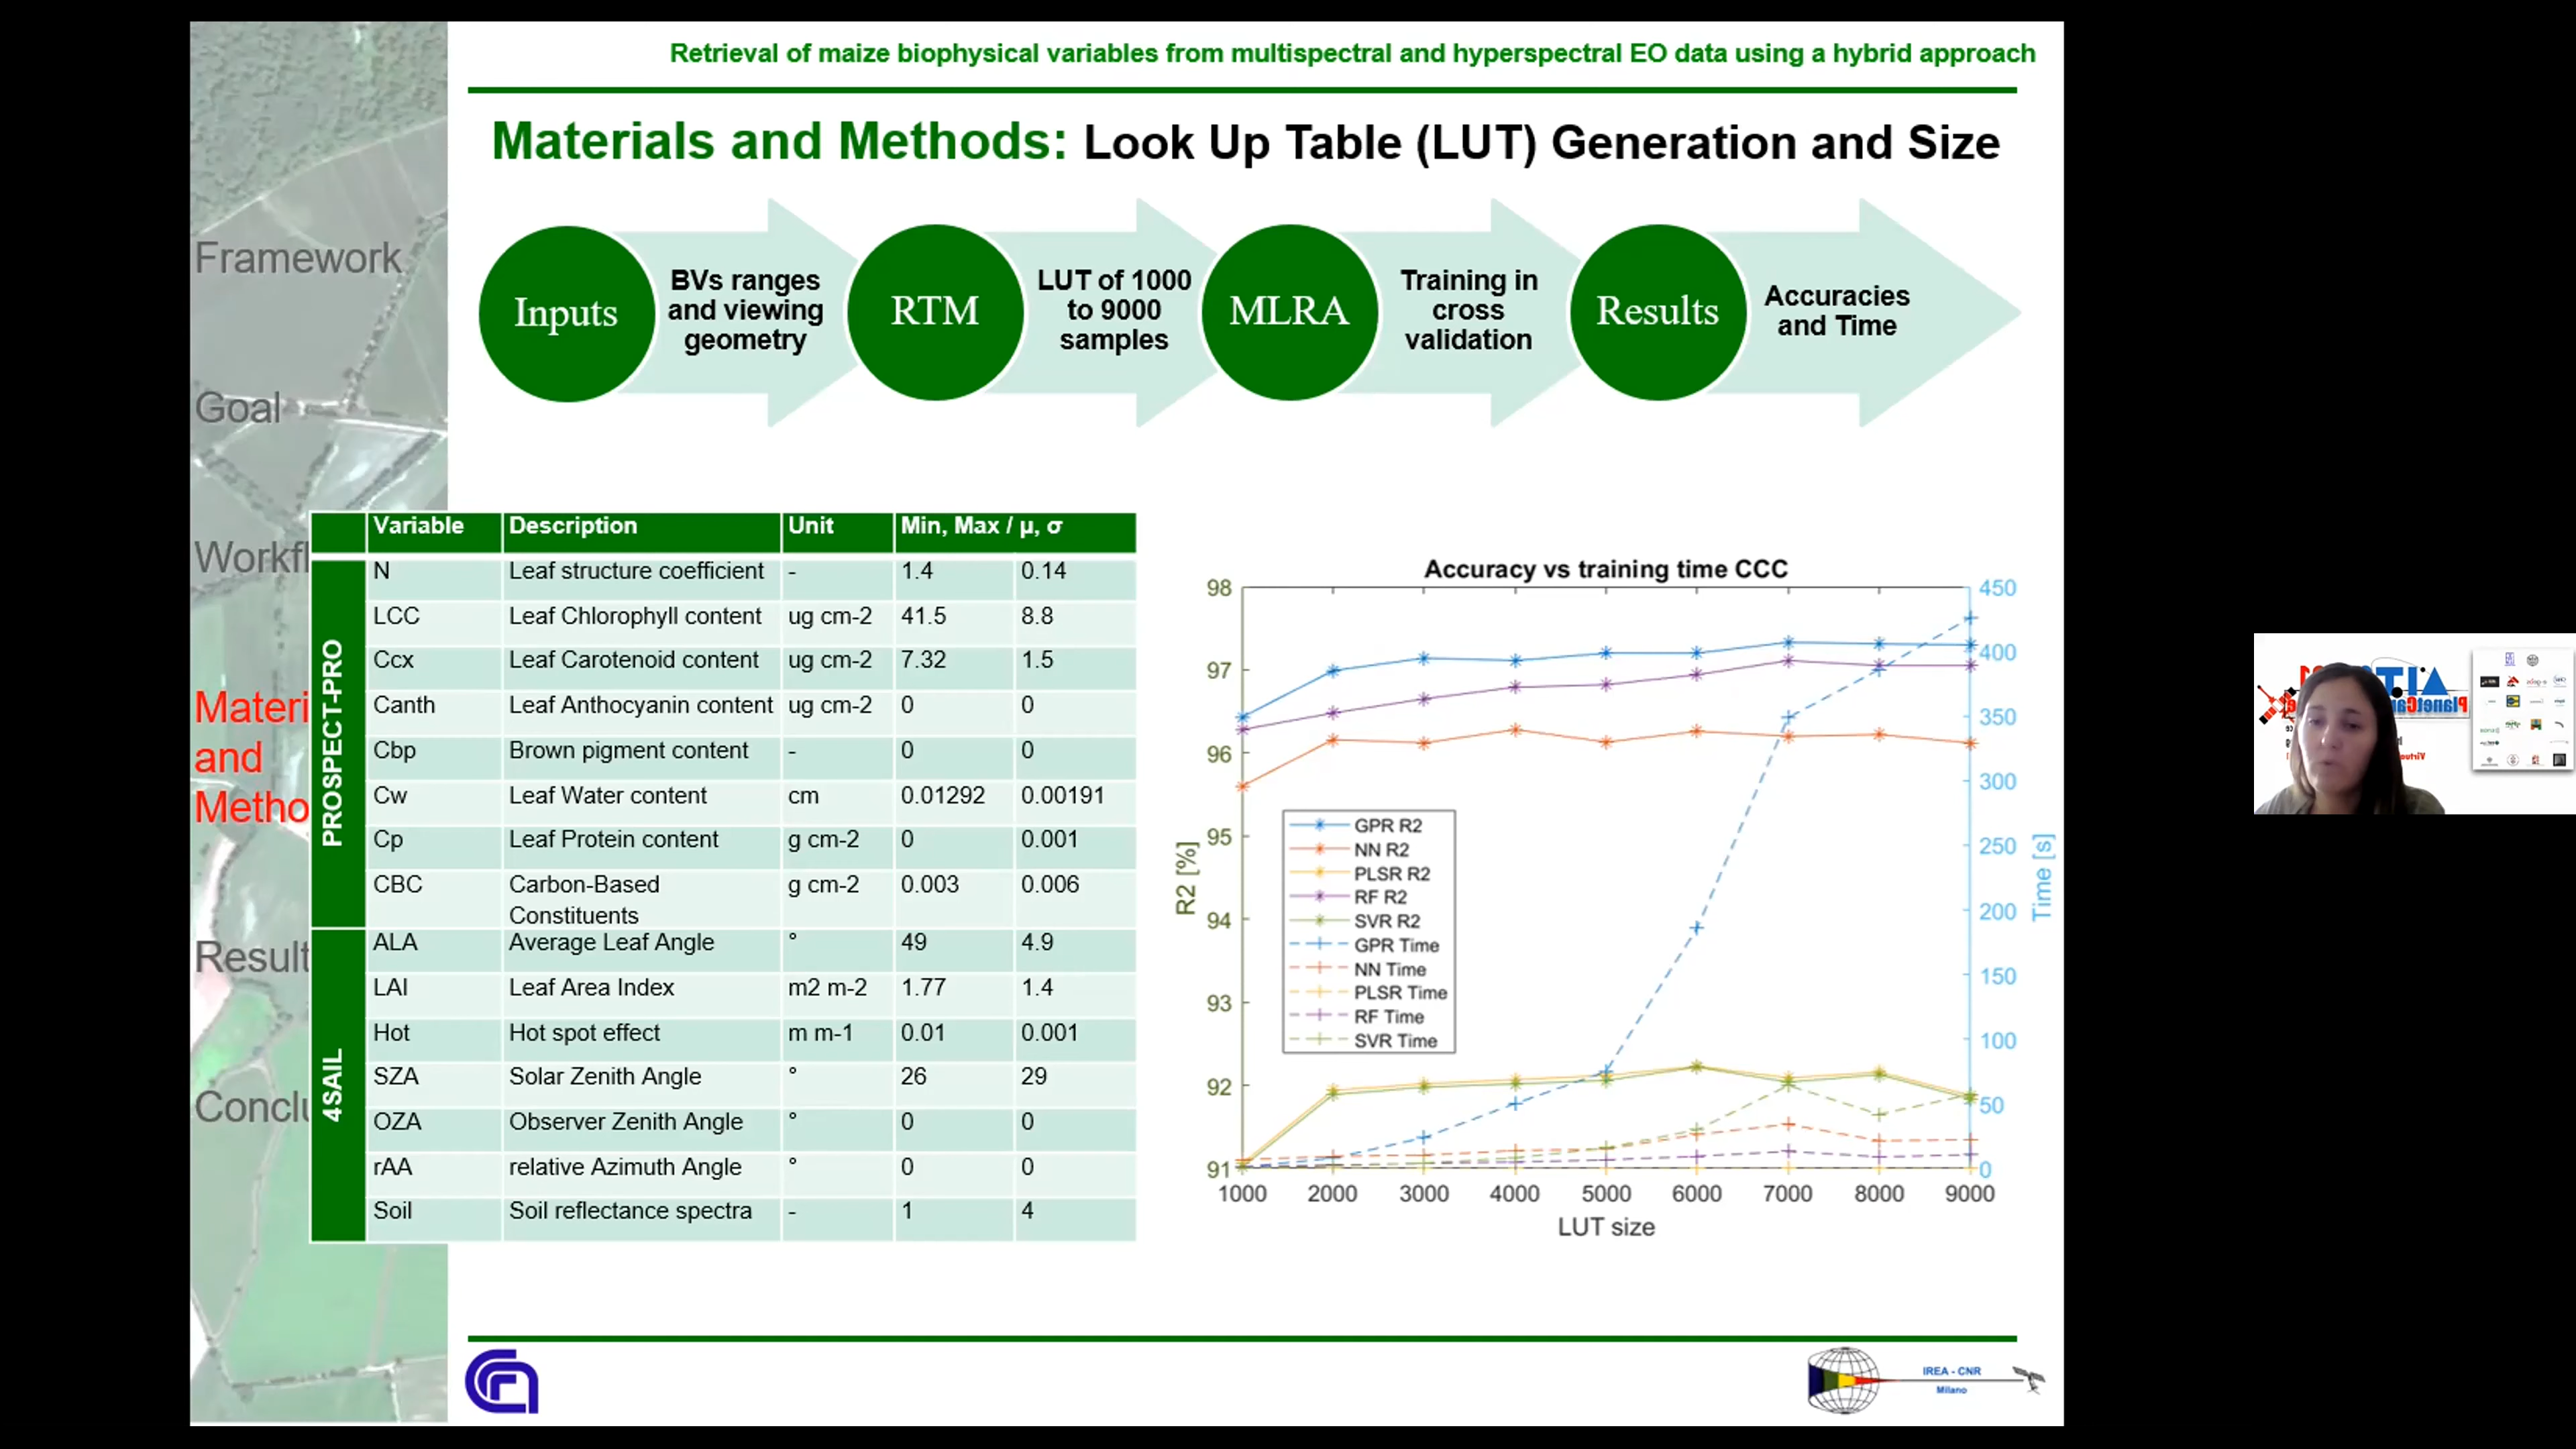 Retrieval of maize biophysical variables from multispectral and hyperspectral EO data using a hybrid approach
Materials and Methods: Look Up Table (LUT) Generation and Size
Framework
Goal
Workfl
Materi
and
Metho
Result
Conclu
Inputs
BVs ranges
and viewing
geometry
RTM
LUT of 1000
to 9000
samples
MLRA
Training in
cross
validation
Results
Accuracies
and Time
Variable Description Unit Min, Max / μ, σ
PROSPECT-PRO
N Leaf structure coefficient - 1.4 0.14
LCC Leaf Chlorophyll content ug cm-2 41.5 8.8
Ccx Leaf Carotenoid content ug cm-2 7.32 1.5
Canth Leaf Anthocyanin content ug cm-2 0 0
Cbp Brown pigment content - 0 0
Cw Leaf Water content cm 0.01292 0.00191
Cp Leaf Protein content g cm-2 0 0.001
CBC Carbon-Based g cm-2 0.003 0.006
Constituents
4SAIL
ALA Average Leaf Angle ° 49 4.9
LAI Leaf Area Index m2 m-2 1.77 1.4
Hot Hot spot effect m m-1 0.01 0.001
SZA Solar Zenith Angle ° 26 29
OZA Observer Zenith Angle ° 0 0
rAA relative Azimuth Angle ° 0 0
Soil Soil reflectance spectra - 1 4
Accuracy vs training time CCC
98
97
96
95
94
93
92
91
R2 [%]
450
400
350
300
250
200
150
100
50
0
Time [s]
GPR R2
NN R2
PLSR R2
RF R2
SVR R2
GPR Time
NN Time
PLSR Time
RF Time
SVR Time
1000 2000 3000 4000 5000 6000 7000 8000 9000
LUT size
IREA - CNR
Milano